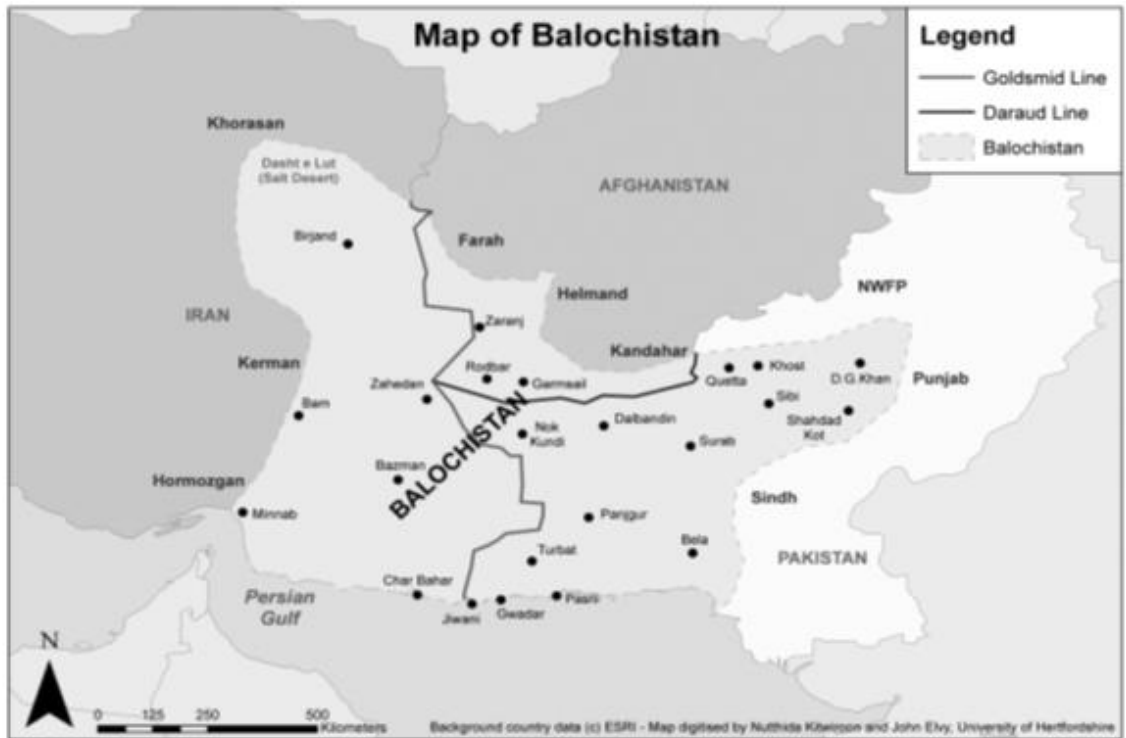 Map of Balochistan
Legend
Goldsmid Line
Daraud Line
Balochistan
Khorasan
Dasht e Lut
(Salt Desert)
AFGHANISTAN
Birjand
Farah
Helmand
NWFP
IRAN
Zaranj
Kerman
Kandahar
Rodbar
Garmsail
Quetta
Khost
D.G Khan
Punjab
Zahedan
Bam
Sibi
Shahdad
Kot
Dalbandin
Nok
Kundi
Surab
BALOCHISTAN
Bazman
Hormozgan
Minnab
Sindh
Panjgur
Bela
Turbat
PAKISTAN
Char Bahar
Persian
Gulf
Jiwani
Gwadar
Pasni
N
0 125 250 500
Kilometers
Background country data (c) ESRI - Map digitised by Nutthida Kitwiroon and John Elvy, University of Hertfordshire